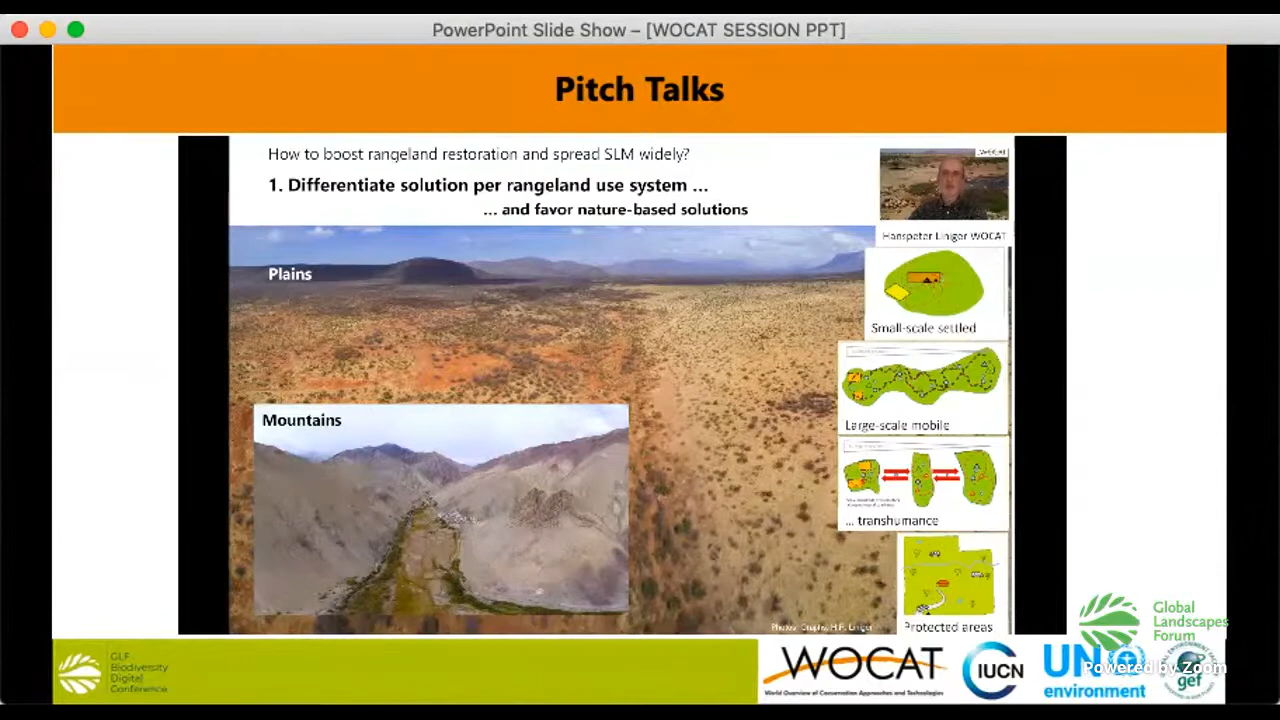 PowerPoint Slide Show – [WOCAT SESSION PPT]
Pitch Talks
How to boost rangeland restoration and spread SLM widely?
1. Differentiate solution per rangeland use system ...
... and favor nature-based solutions
WOCAT
Hanspeter Liniger WOCAT
Plains
Mountains
Small-scale settled
Large-scale mobile
... transhumance
Protected areas
Photos, Graphs, H.P. Liniger
GLF
Biodiversity
Digital
Conference
WOCAT
World Overview of Conservation Approaches and Technologies
IUCN
UN
environment
gef
Global
Landscapes
Forum
Powered by Zoom